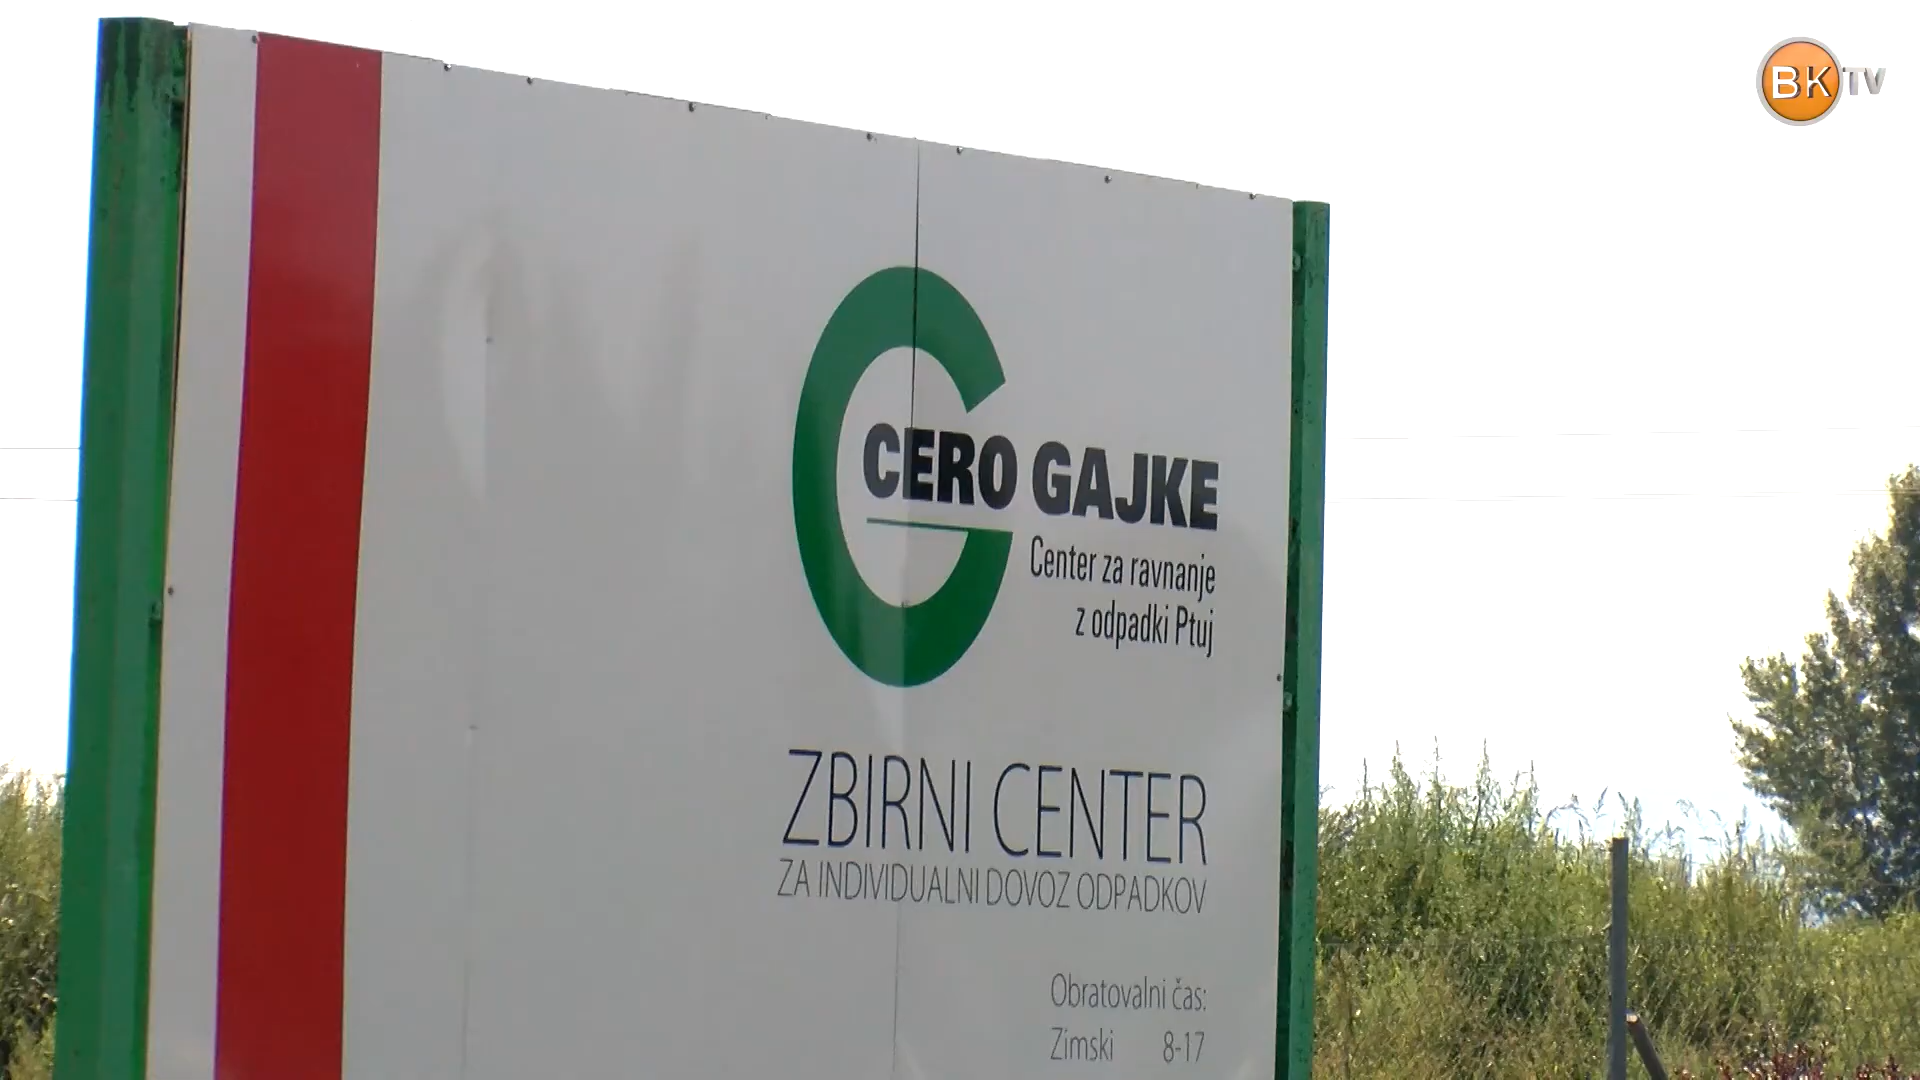 BK TV
CERO GAJKE
Center za ravnanje
z odpadki Ptuj
ZBIRNI CENTER
ZA INDIVIDUALNI DOVOZ ODPADKOV
Obratovalni čas:
Zimski 8-17